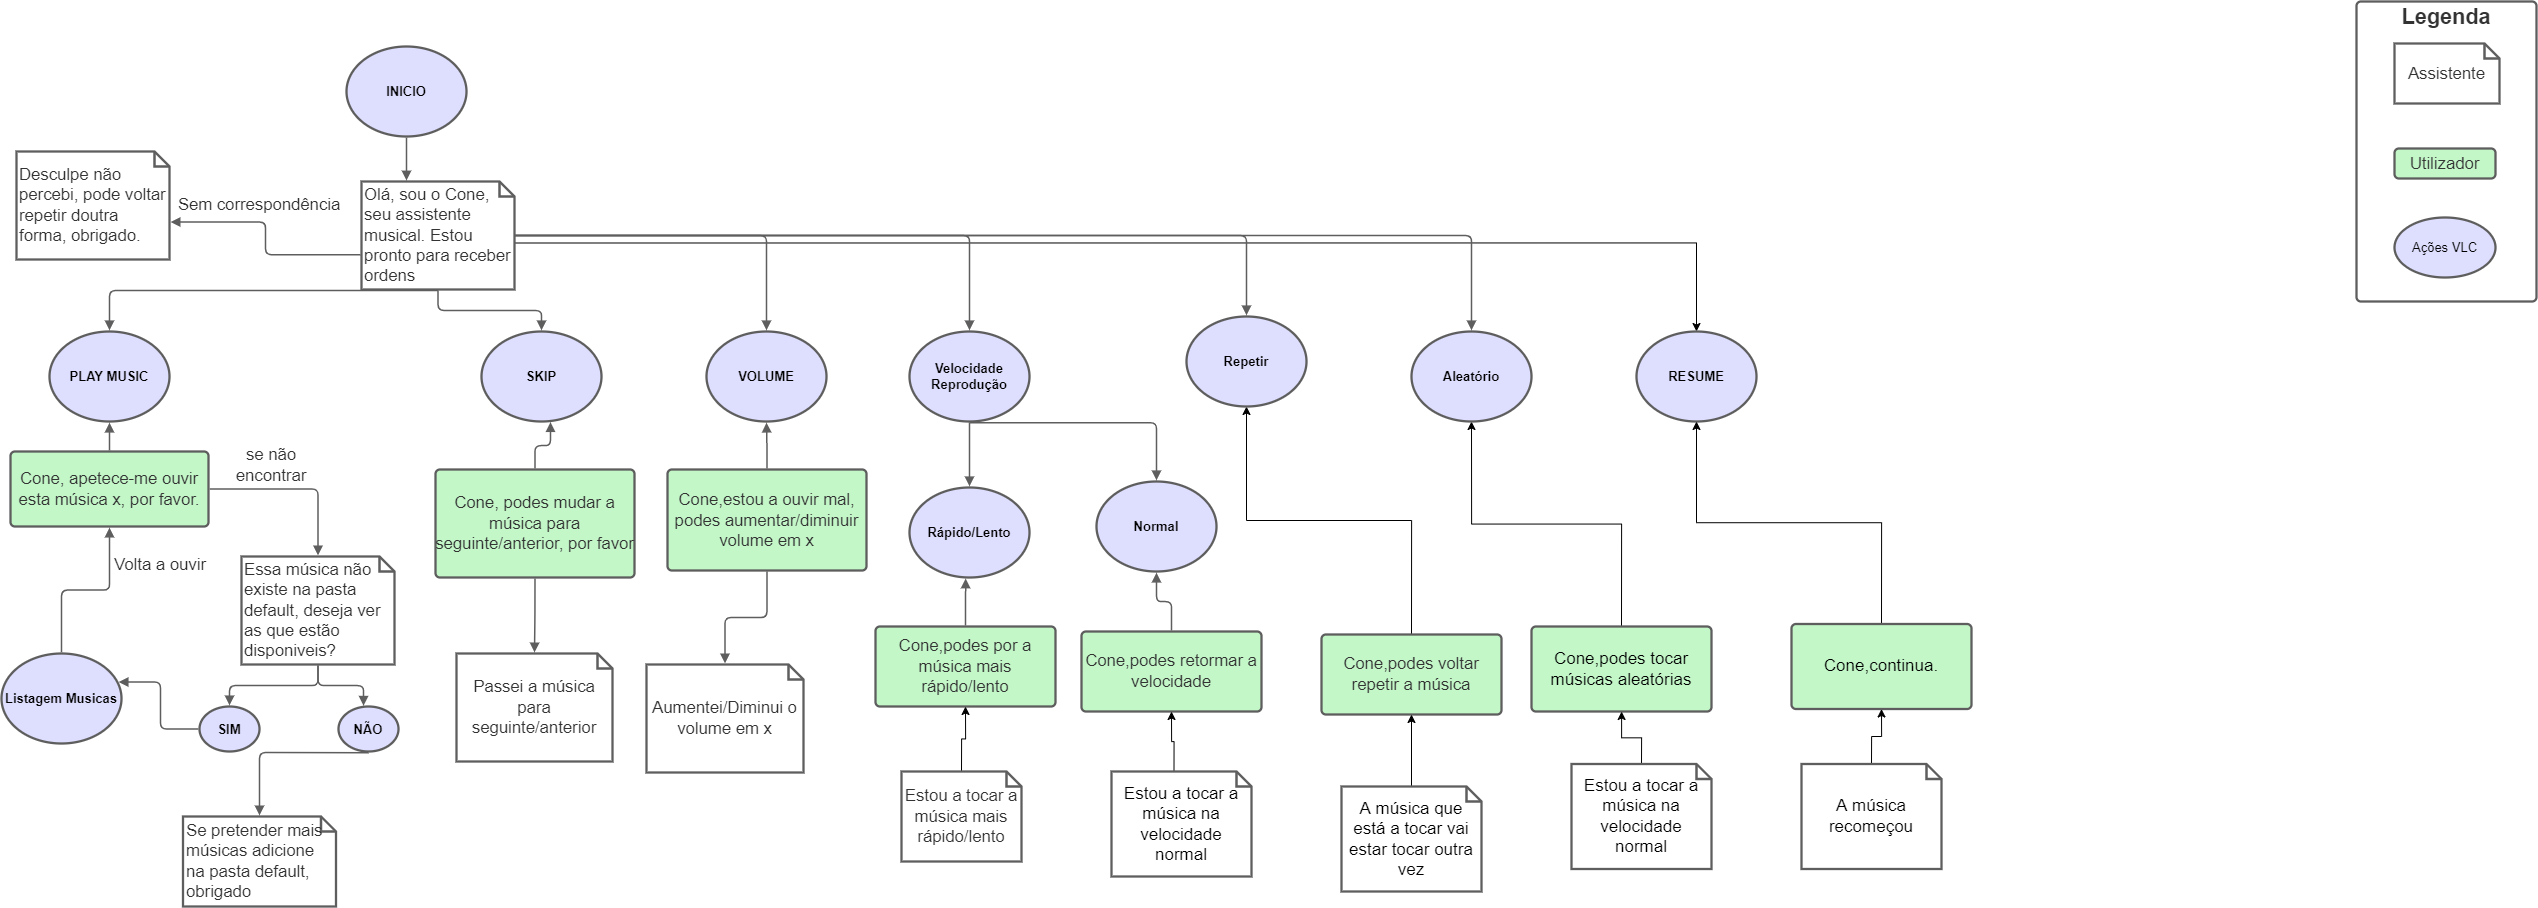 Legenda
Assistente
Utilizador
Ações VLC
INICIO
Desculpe não
percebi, pode voltar
repetir doutra
forma, obrigado.
Sem correspondência
Olá, sou o Cone,
seu assistente
musical. Estou
pronto para receber
ordens
PLAY MUSIC
SKIP
VOLUME
Velocidade
Reprodução
Repetir
Aleatório
RESUME
Cone, apetece-me ouvir
esta música x, por favor.
se não
encontrar
Cone, podes mudar a
música para
seguinte/anterior, por favor
Cone,estou a ouvir mal,
podes aumentar/diminuir
volume em x
Rápido/Lento
Normal
Volta a ouvir
Essa música não
existe na pasta
default, deseja ver
as que estão
disponiveis?
Listagem Musicas
SIM
NÃO
Passei a música
para
seguinte/anterior
Aumentei/Diminui o
volume em x
Cone,podes por a
música mais
rápido/lento
Cone,podes retormar a
velocidade
Cone,podes voltar
repetir a música
Cone,podes tocar
músicas aleatórias
Cone,continua.
Se pretender mais
músicas adicione
na pasta default,
obrigado
Estou a tocar a
música mais
rápido/lento
Estou a tocar a
música na
velocidade
normal
A música que
está a tocar vai
estar tocar outra
vez
Estou a tocar a
música na
velocidade
normal
A música
recomeçou